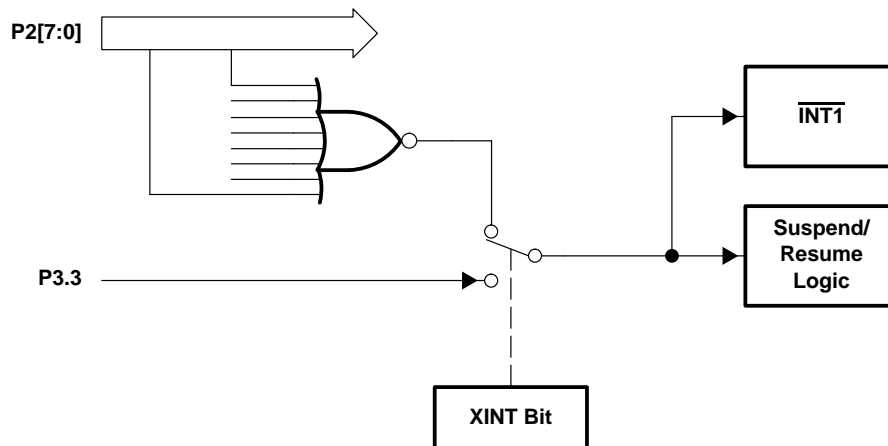 P2[7:0]
INT1
Suspend/
Resume
Logic
P3.3
XINT Bit